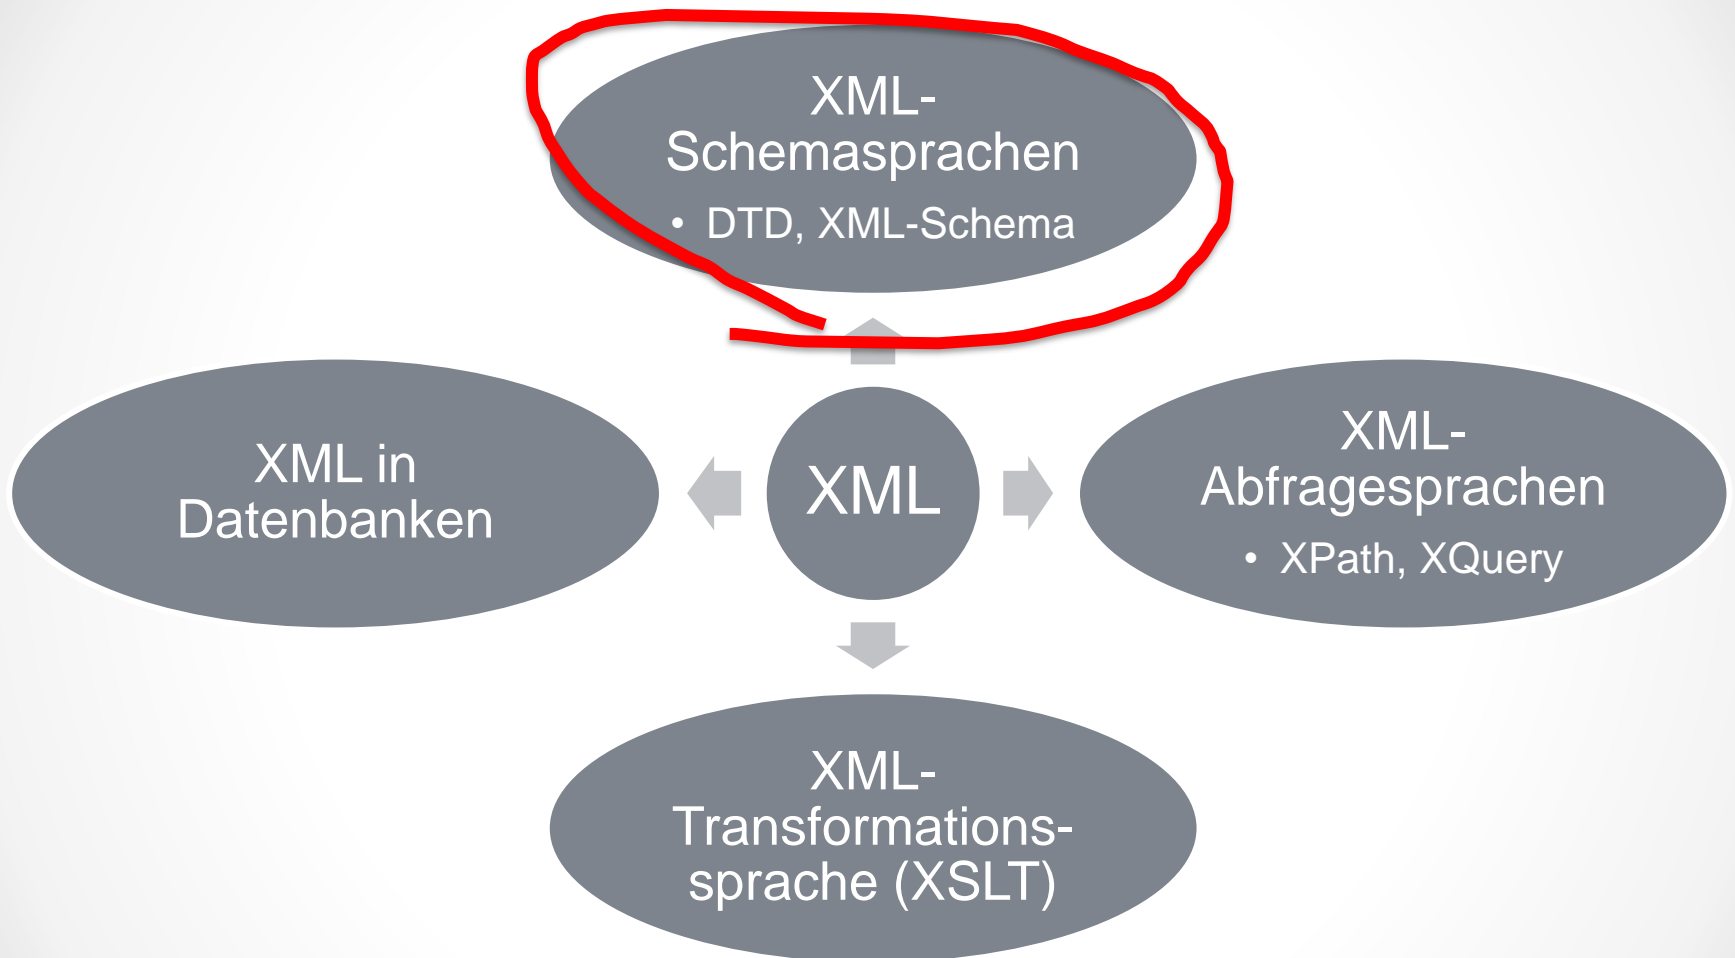 XML-
Schemasprachen
• DTD, XML-Schema
XML in
Datenbanken
XML
XML-
Abfragesprachen
• XPath, XQuery
XML-
Transformations-
sprache (XSLT)